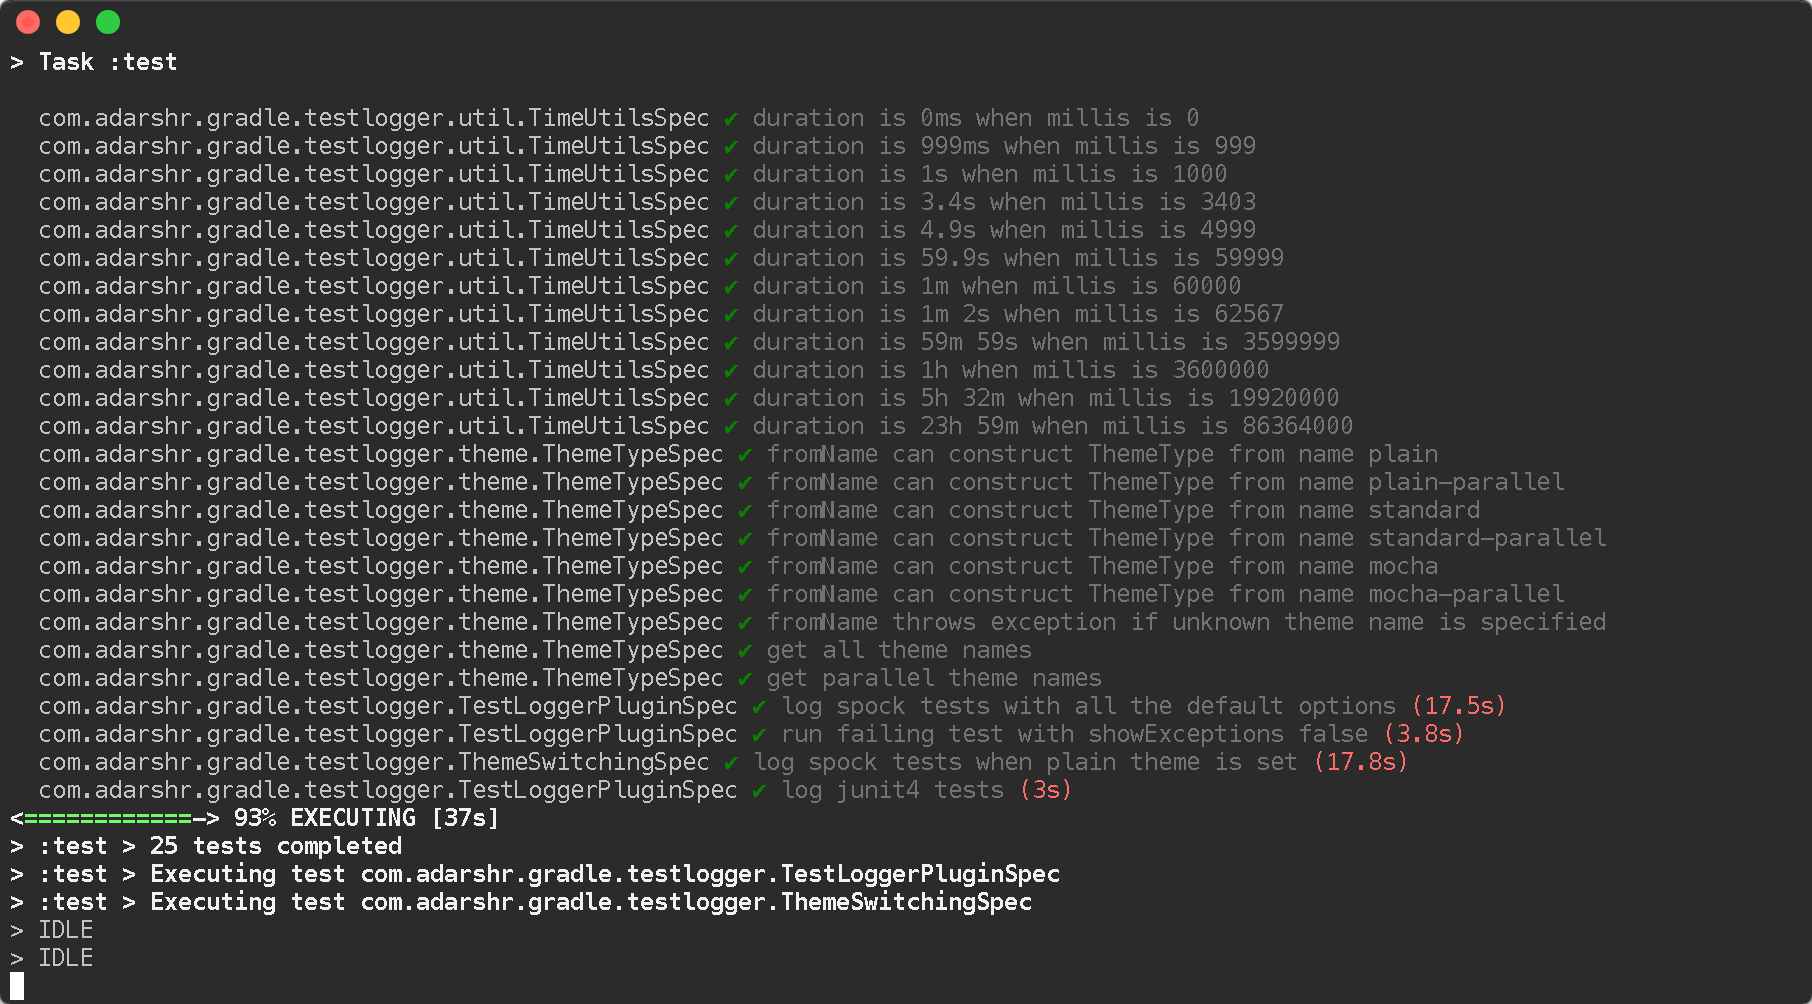 > Task :test
com.adarshr.gradle.testlogger.util.TimeUtilsSpec ✔ duration is 0ms when millis is 0
com.adarshr.gradle.testlogger.util.TimeUtilsSpec ✔ duration is 999ms when millis is 999
com.adarshr.gradle.testlogger.util.TimeUtilsSpec ✔ duration is 1s when millis is 1000
com.adarshr.gradle.testlogger.util.TimeUtilsSpec ✔ duration is 3.4s when millis is 3403
com.adarshr.gradle.testlogger.util.TimeUtilsSpec ✔ duration is 4.9s when millis is 4999
com.adarshr.gradle.testlogger.util.TimeUtilsSpec ✔ duration is 59.9s when millis is 59999
com.adarshr.gradle.testlogger.util.TimeUtilsSpec ✔ duration is 1m when millis is 60000
com.adarshr.gradle.testlogger.util.TimeUtilsSpec ✔ duration is 1m 2s when millis is 62567
com.adarshr.gradle.testlogger.util.TimeUtilsSpec ✔ duration is 59m 59s when millis is 3599999
com.adarshr.gradle.testlogger.util.TimeUtilsSpec ✔ duration is 1h when millis is 3600000
com.adarshr.gradle.testlogger.util.TimeUtilsSpec ✔ duration is 5h 32m when millis is 19920000
com.adarshr.gradle.testlogger.util.TimeUtilsSpec ✔ duration is 23h 59m when millis is 86364000
com.adarshr.gradle.testlogger.theme.ThemeTypeSpec ✔ fromName can construct ThemeType from name plain
com.adarshr.gradle.testlogger.theme.ThemeTypeSpec ✔ fromName can construct ThemeType from name plain-parallel
com.adarshr.gradle.testlogger.theme.ThemeTypeSpec ✔ fromName can construct ThemeType from name standard
com.adarshr.gradle.testlogger.theme.ThemeTypeSpec ✔ fromName can construct ThemeType from name standard-parallel
com.adarshr.gradle.testlogger.theme.ThemeTypeSpec ✔ fromName can construct ThemeType from name mocha
com.adarshr.gradle.testlogger.theme.ThemeTypeSpec ✔ fromName can construct ThemeType from name mocha-parallel
com.adarshr.gradle.testlogger.theme.ThemeTypeSpec ✔ fromName throws exception if unknown theme name is specified
com.adarshr.gradle.testlogger.theme.ThemeTypeSpec ✔ get all theme names
com.adarshr.gradle.testlogger.theme.ThemeTypeSpec ✔ get parallel theme names
com.adarshr.gradle.testlogger.TestLoggerPluginSpec ✔ log spock tests with all the default options (17.5s)
com.adarshr.gradle.testlogger.TestLoggerPluginSpec ✔ run failing test with showExceptions false (3.8s)
com.adarshr.gradle.testlogger.ThemeSwitchingSpec ✔ log spock tests when plain theme is set (17.8s)
com.adarshr.gradle.testlogger.TestLoggerPluginSpec ✔ log junit4 tests (3s)
<============-> 93% EXECUTING [37s]
> :test > 25 tests completed
> :test > Executing test com.adarshr.gradle.testlogger.TestLoggerPluginSpec
> :test > Executing test com.adarshr.gradle.testlogger.ThemeSwitchingSpec
> IDLE
> IDLE